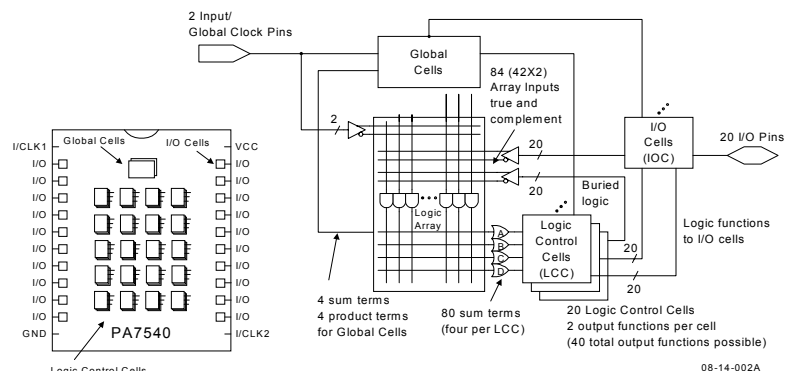 2 Input/
Global Clock Pins
Global
Cells
84 (42X2)
Array Inputs
true and
complement
2
20
20
I/O
Cells
(IOC)
20 I/O Pins
Buried
logic
Logic
Array
A
B
C
D
Logic
Control
Cells
(LCC)
20
20
Logic functions
to I/O cells
4 sum terms
4 product terms
for Global Cells
80 sum terms
(four per LCC)
20 Logic Control Cells
2 output functions per cell
(40 total output functions possible)
08-14-002A
Global Cells
I/O Cells
I/CLK1
I/O
I/O
I/O
I/O
I/O
I/O
I/O
I/O
I/O
I/O
GND
VCC
I/O
I/O
I/O
I/O
I/O
I/O
I/O
I/O
I/O
I/O
I/CLK2
PA7540
Logic Control Cells